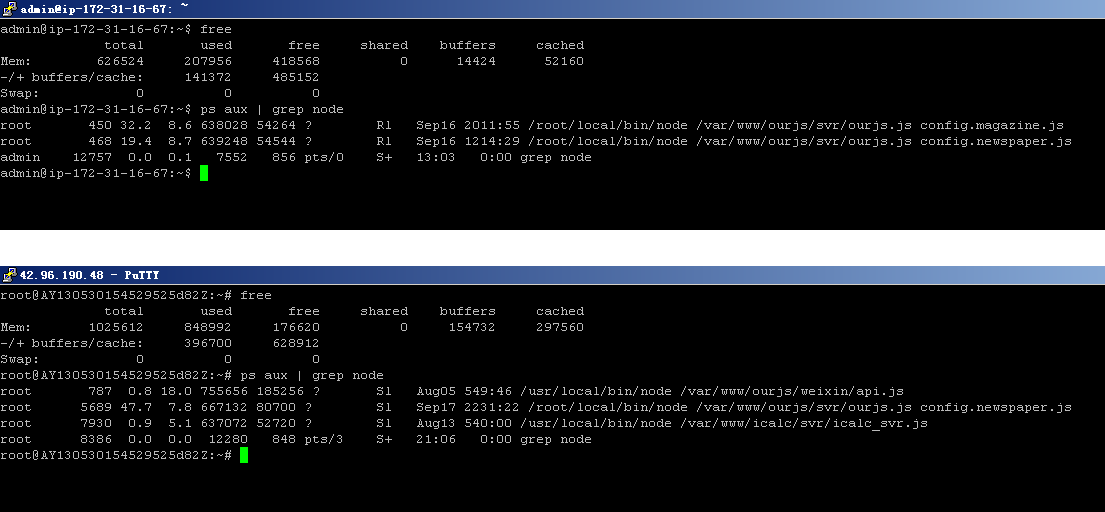 admin@ip-172-31-16-67: ~
admin@ip-172-31-16-67:~$ free
             total       used       free     shared    buffers     cached
Mem:        626524     207956     418568          0      14424      52160
-/+ buffers/cache:     141372     485152
Swap:            0          0          0
admin@ip-172-31-16-67:~$ ps aux | grep node
root       450 32.2  8.6 638028 54264 ?        Rl   Sep16 2011:55 /root/local/bin/node /var/www/ourjs/svr/ourjs.js config.magazine.js
root       468 19.4  8.7 639248 54544 ?        Rl   Sep16 1214:29 /root/local/bin/node /var/www/ourjs/svr/ourjs.js config.newspaper.js
admin    12757  0.0  0.1   7552   856 pts/0    S+   13:03   0:00 grep node
admin@ip-172-31-16-67:~$
42.96.190.48 - PuTTY
root@AY130530154529525d82Z:~# free
             total       used       free     shared    buffers     cached
Mem:       1025612     848992     176620          0     154732     297560
-/+ buffers/cache:     396700     628912
Swap:            0          0          0
root@AY130530154529525d82Z:~# ps aux | grep node
root       787  0.8 18.0 755656 185256 ?       Sl   Aug05 549:46 /usr/local/bin/node /var/www/ourjs/weixin/api.js
root      5689 47.7  7.8 667132 80700 ?        Sl   Sep17 2231:22 /root/local/bin/node /var/www/ourjs/svr/ourjs.js config.newspaper.js
root      7930  0.9  5.1 637072 52720 ?        Sl   Aug13 540:00 /usr/local/bin/node /var/www/icalc/svr/icalc_svr.js
root      8386  0.0  0.0  12280   848 pts/3    S+   21:06   0:00 grep node
root@AY130530154529525d82Z:~#